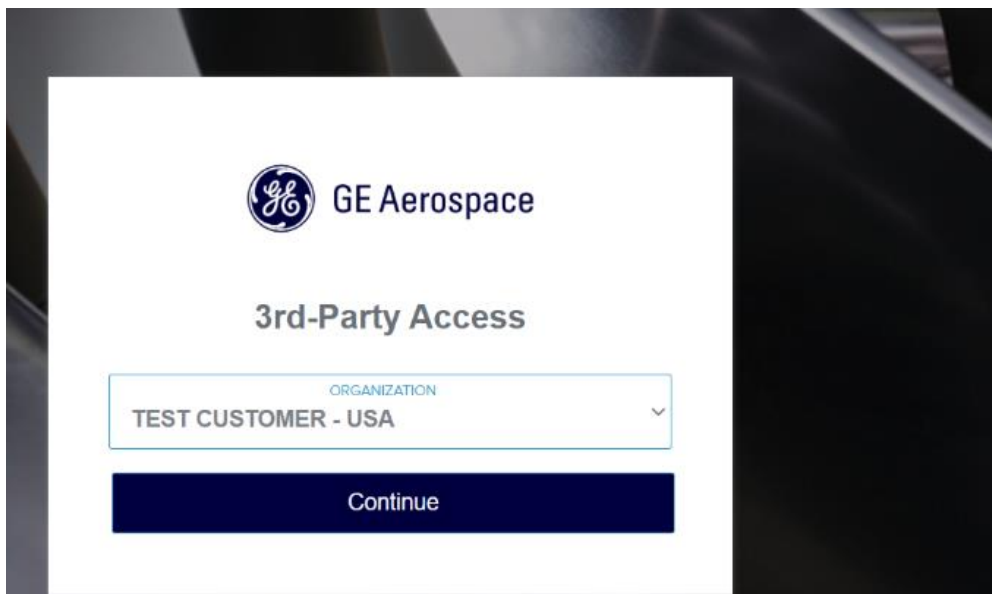 GE Aerospace
3rd-Party Access
ORGANIZATION
TEST CUSTOMER - USA
Continue